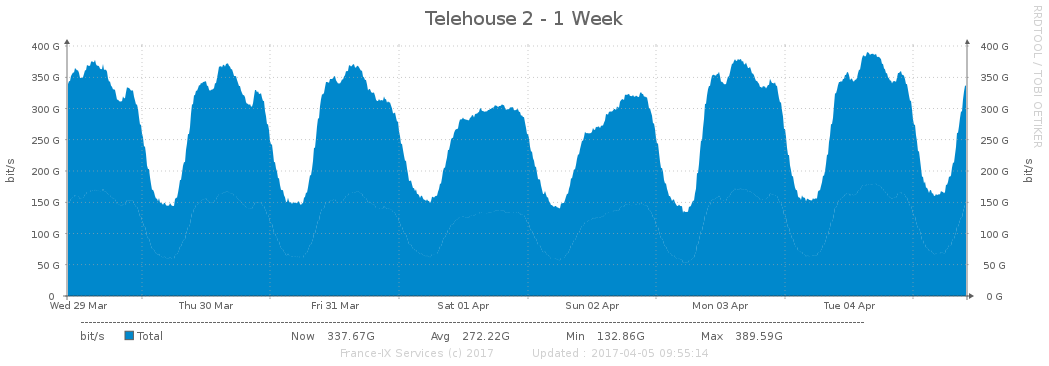 Telehouse 2 - 1 Week
RRDTOOL / TOBI OETIKER
bit/s
bit/s
400 G 400 G
350 G 350 G
300 G 300 G
250 G 250 G
200 G 200 G
150 G 150 G
100 G 100 G
50 G 50 G
0 0 G
Wed 29 Mar Thu 30 Mar Fri 31 Mar Sat 01 Apr Sun 02 Apr Mon 03 Apr Tue 04 Apr
bit/s Total Now 337.67G Avg 272.22G Min 132.86G Max 389.59G
France-IX Services (c) 2017 Updated : 2017-04-05 09:55:14